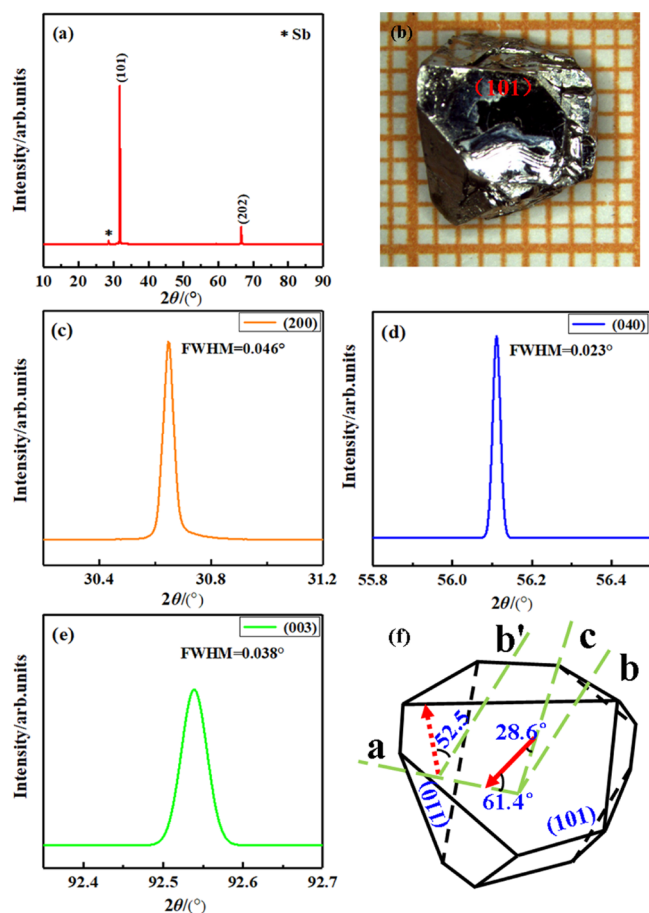 (a)
* Sb
(101)
*
(202)
Intensity/arb.units
10 20 30 40 50 60 70 80 90
2θ/(°)
(b)
(101)
(c)
(200)
FWHM=0.046°
Intensity/arb.units
30.4 30.8 31.2
2θ/(°)
(d)
(040)
FWHM=0.023°
Intensity/arb.units
55.8 56.0 56.2 56.4
2θ/(°)
(e)
(003)
FWHM=0.038°
Intensity/arb.units
92.4 92.5 92.6 92.7
2θ/(°)
(f)
b'
c
b
a
52.5
28.6°
61.4°
(011)
(101)